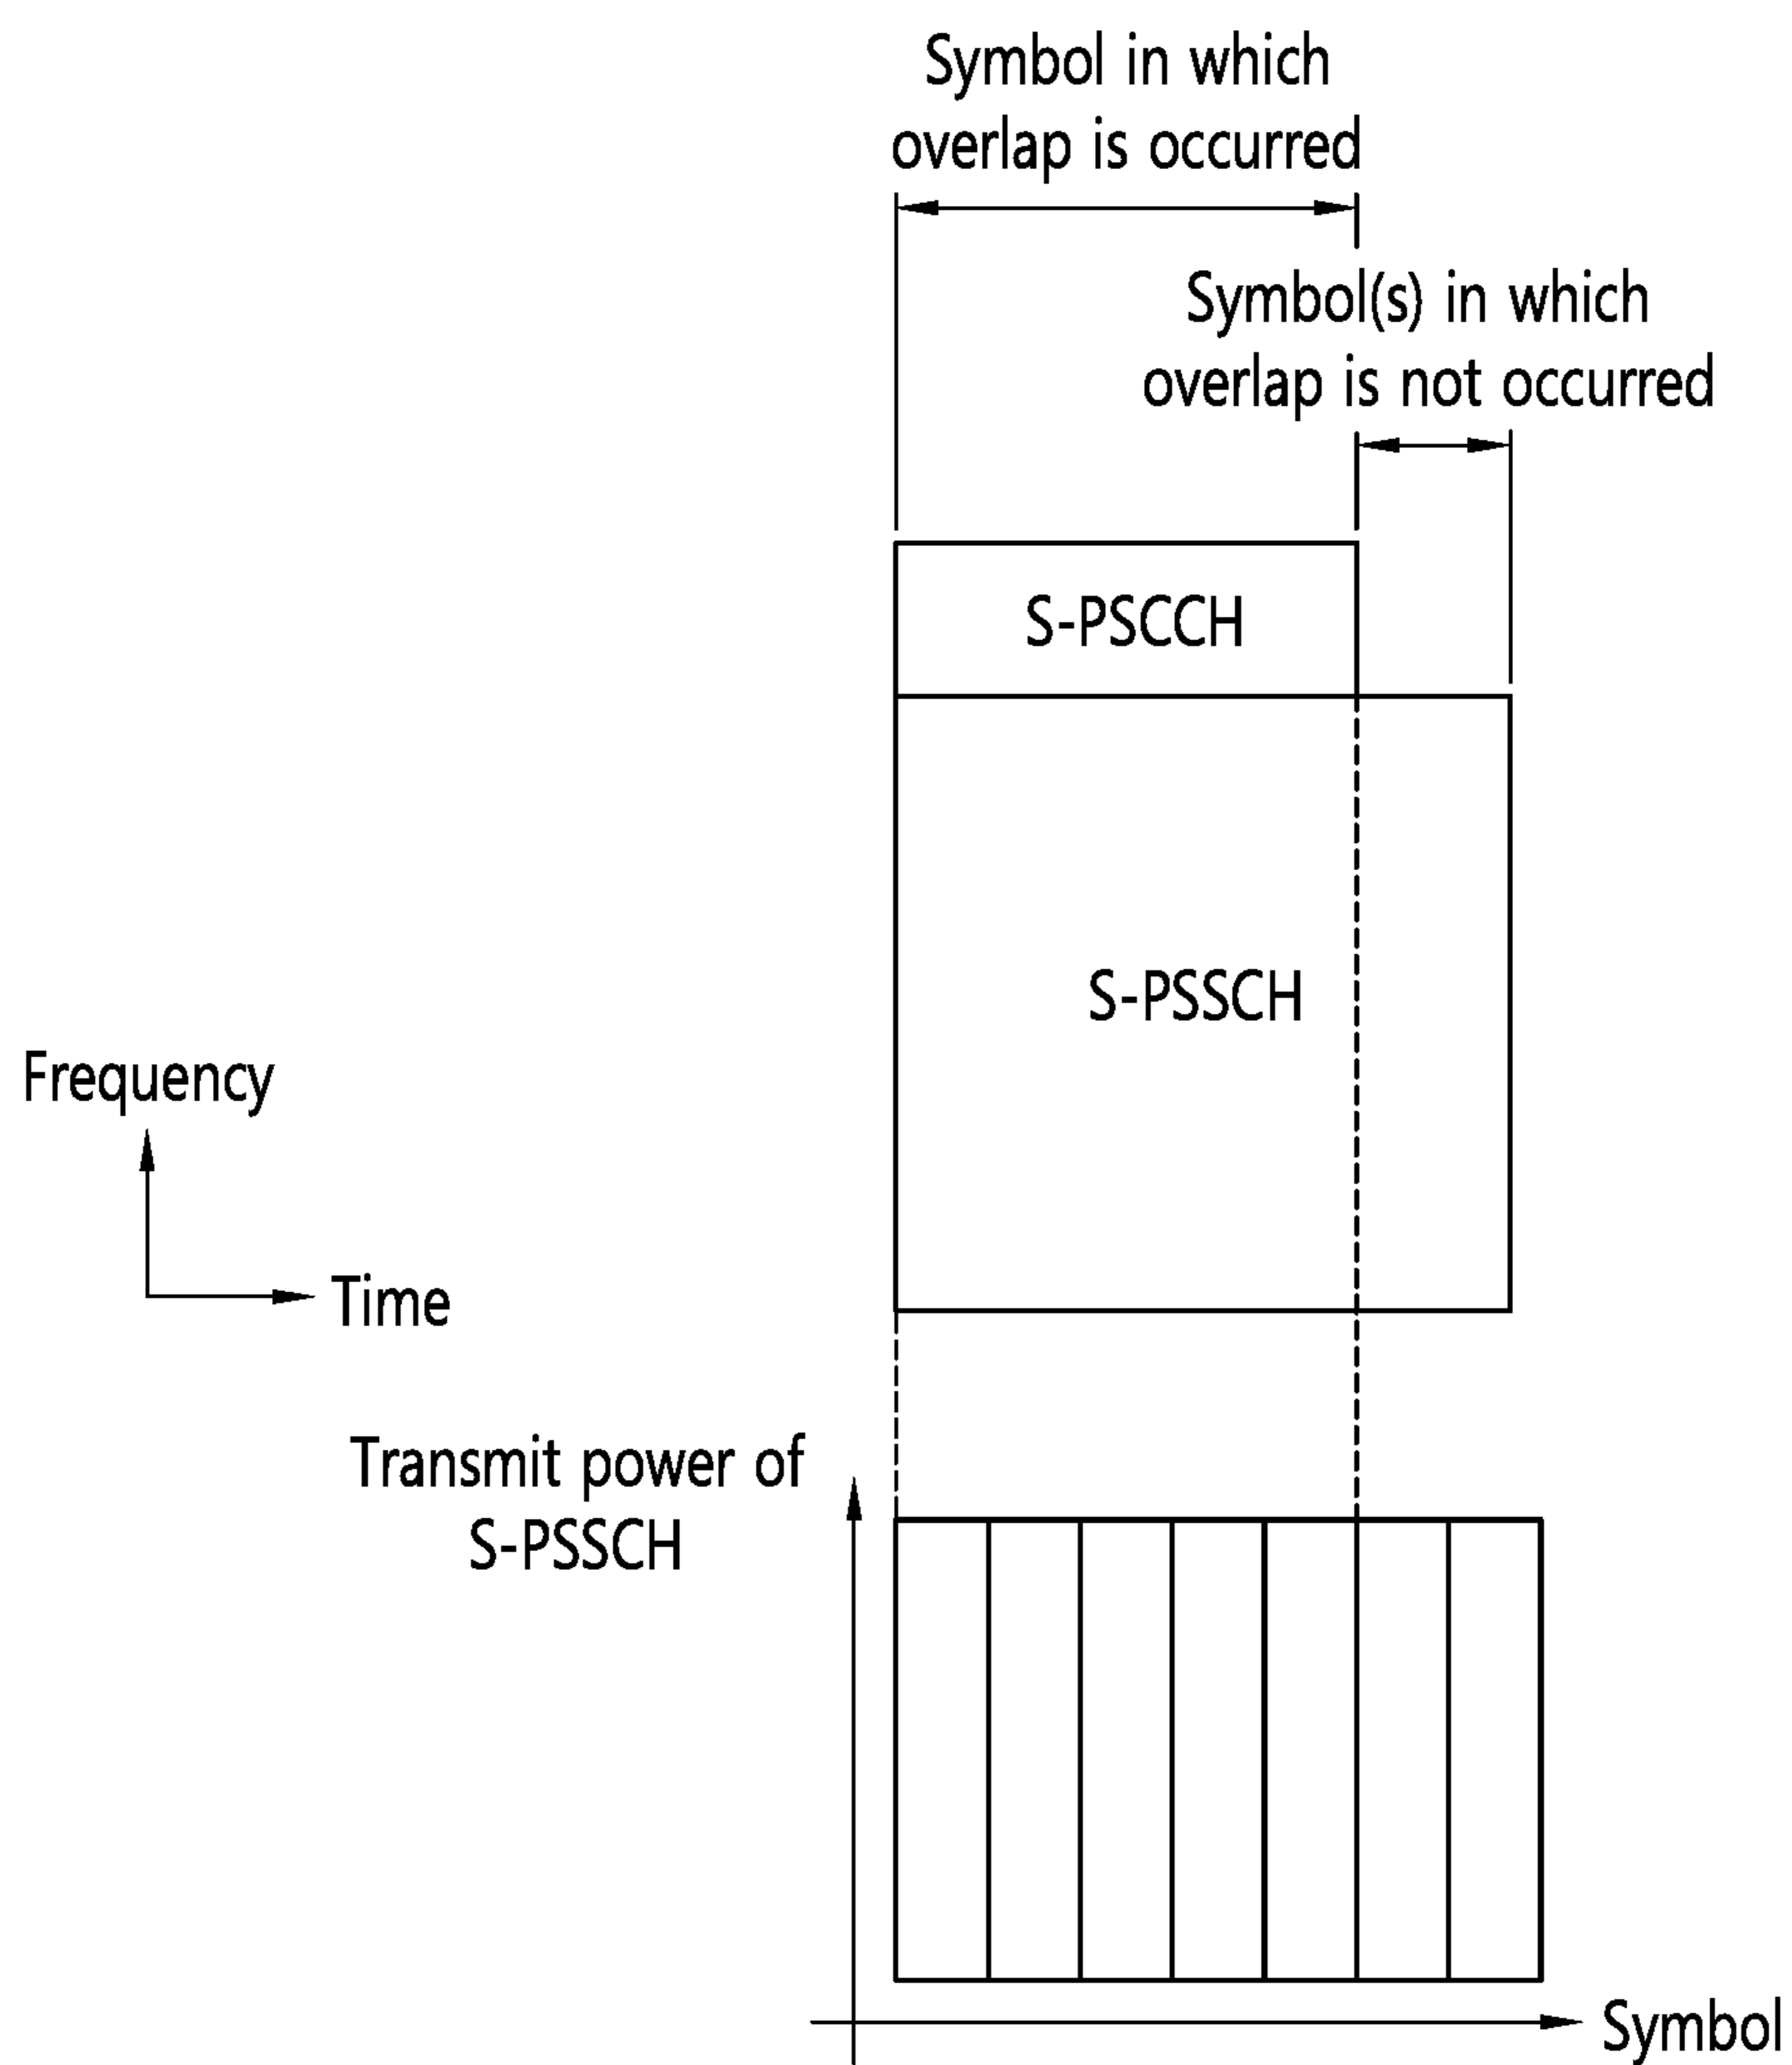 Symbol in which
overlap is occurred
Symbol(s) in which
overlap is not occurred
S-PSCCH
S-PSSCH
Frequency
Time
Transmit power of
S-PSSCH
Symbol